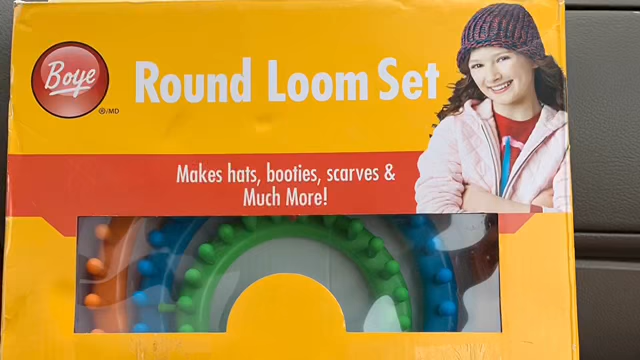 Boye
®/MD
Round Loom Set
Makes hats, booties, scarves &
Much More!